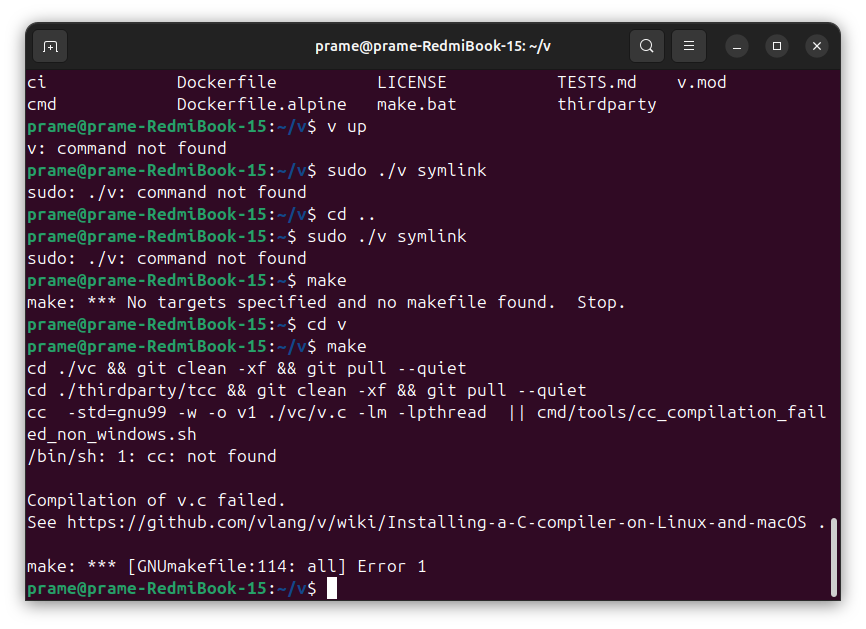 prame@prame-RedmiBook-15: ~/v
ci Dockerfile LICENSE TESTS.md v.mod
cmd Dockerfile.alpine make.bat thirdparty
prame@prame-RedmiBook-15:~/v$ v up
v: command not found
prame@prame-RedmiBook-15:~/v$ sudo ./v symlink
sudo: ./v: command not found
prame@prame-RedmiBook-15:~/v$ cd ..
prame@prame-RedmiBook-15:~$ sudo ./v symlink
sudo: ./v: command not found
prame@prame-RedmiBook-15:~$ make
make: *** No targets specified and no makefile found.  Stop.
prame@prame-RedmiBook-15:~$ cd v
prame@prame-RedmiBook-15:~/v$ make
cd ./vc && git clean -xf && git pull --quiet
cd ./thirdparty/tcc && git clean -xf && git pull --quiet
cc  -std=gnu99 -w -o v1 ./vc/v.c -lm -lpthread  || cmd/tools/cc_compilation_fail
ed_non_windows.sh
/bin/sh: 1: cc: not found
Compilation of v.c failed.
See https://github.com/vlang/v/wiki/Installing-a-C-compiler-on-Linux-and-macOS .
make: *** [GNUmakefile:114: all] Error 1
prame@prame-RedmiBook-15:~/v$